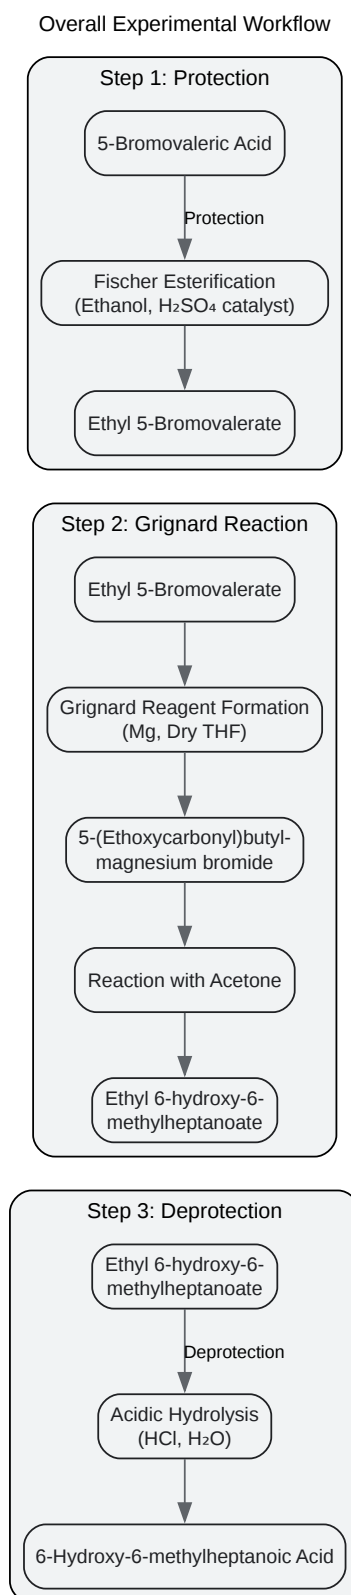 Overall Experimental Workflow
Step 1: Protection
5-Bromovaleric Acid
Protection
Fischer Esterification
(Ethanol, H₂SO₄ catalyst)
Ethyl 5-Bromovalerate
Step 2: Grignard Reaction
Ethyl 5-Bromovalerate
Grignard Reagent Formation
(Mg, Dry THF)
5-(Ethoxycarbonyl)butyl-
magnesium bromide
Reaction with Acetone
Ethyl 6-hydroxy-6-
methylheptanoate
Step 3: Deprotection
Ethyl 6-hydroxy-6-
methylheptanoate
Deprotection
Acidic Hydrolysis
(HCl, H₂O)
6-Hydroxy-6-methylheptanoic Acid